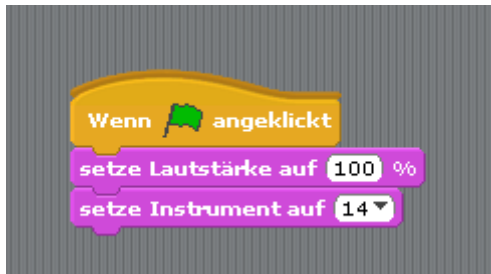 Wenn angeklickt
setze Lautstärke auf 100 %
setze Instrument auf 14